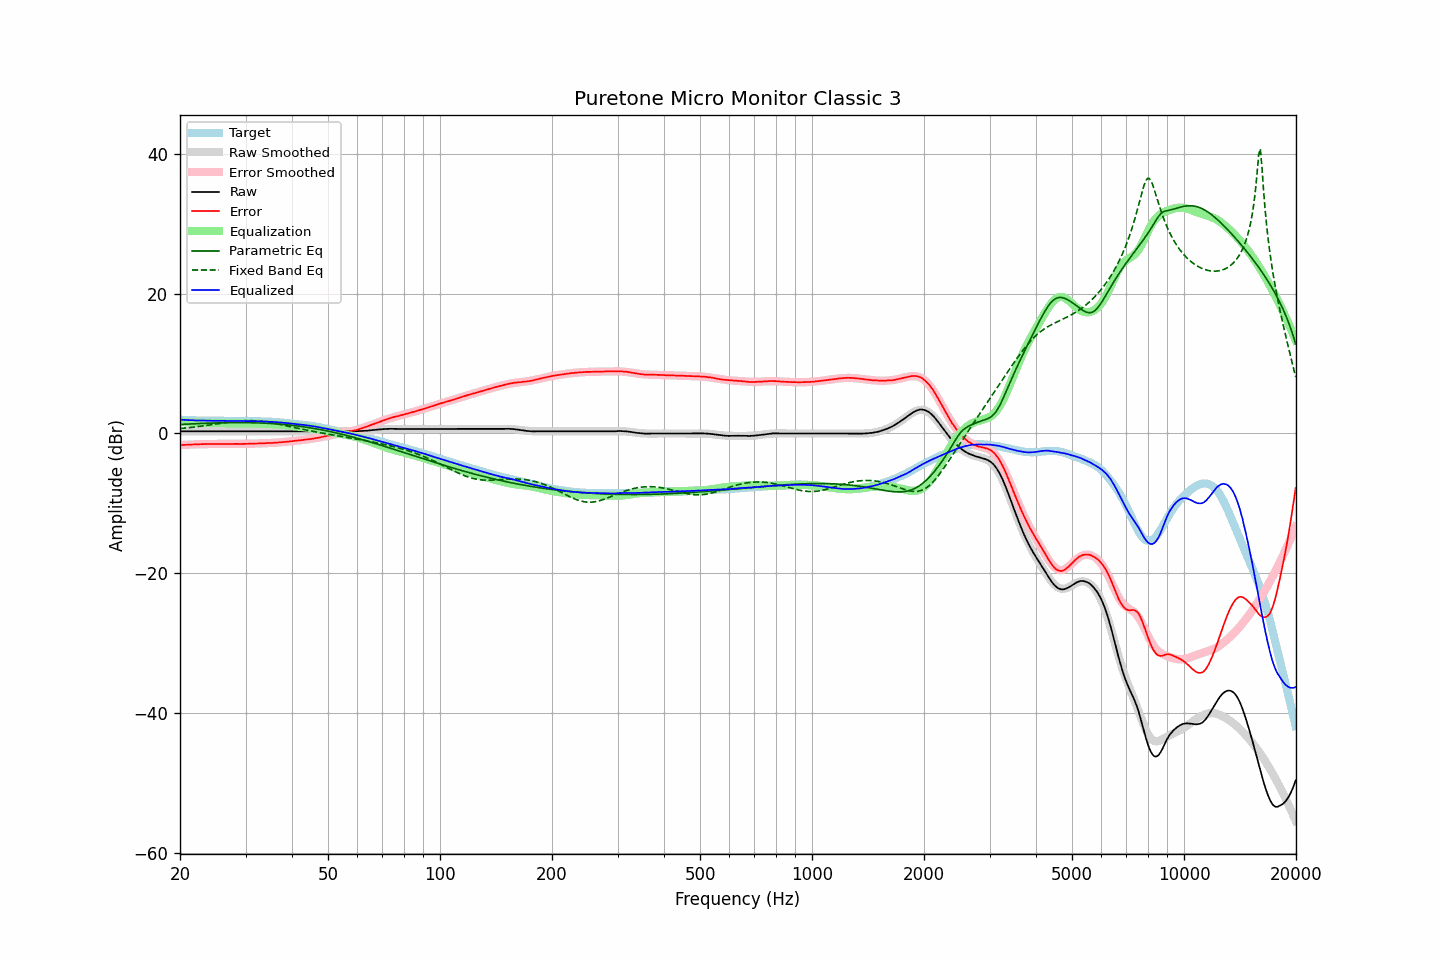 Puretone Micro Monitor Classic 3
Target
Raw Smoothed
Error Smoothed
Raw
Error
Equalization
Parametric Eq
Fixed Band Eq
Equalized
40
20
0
−20
−40
−60
Amplitude (dBr)
20 50 100 200 500 1000 2000 5000 10000 20000
Frequency (Hz)